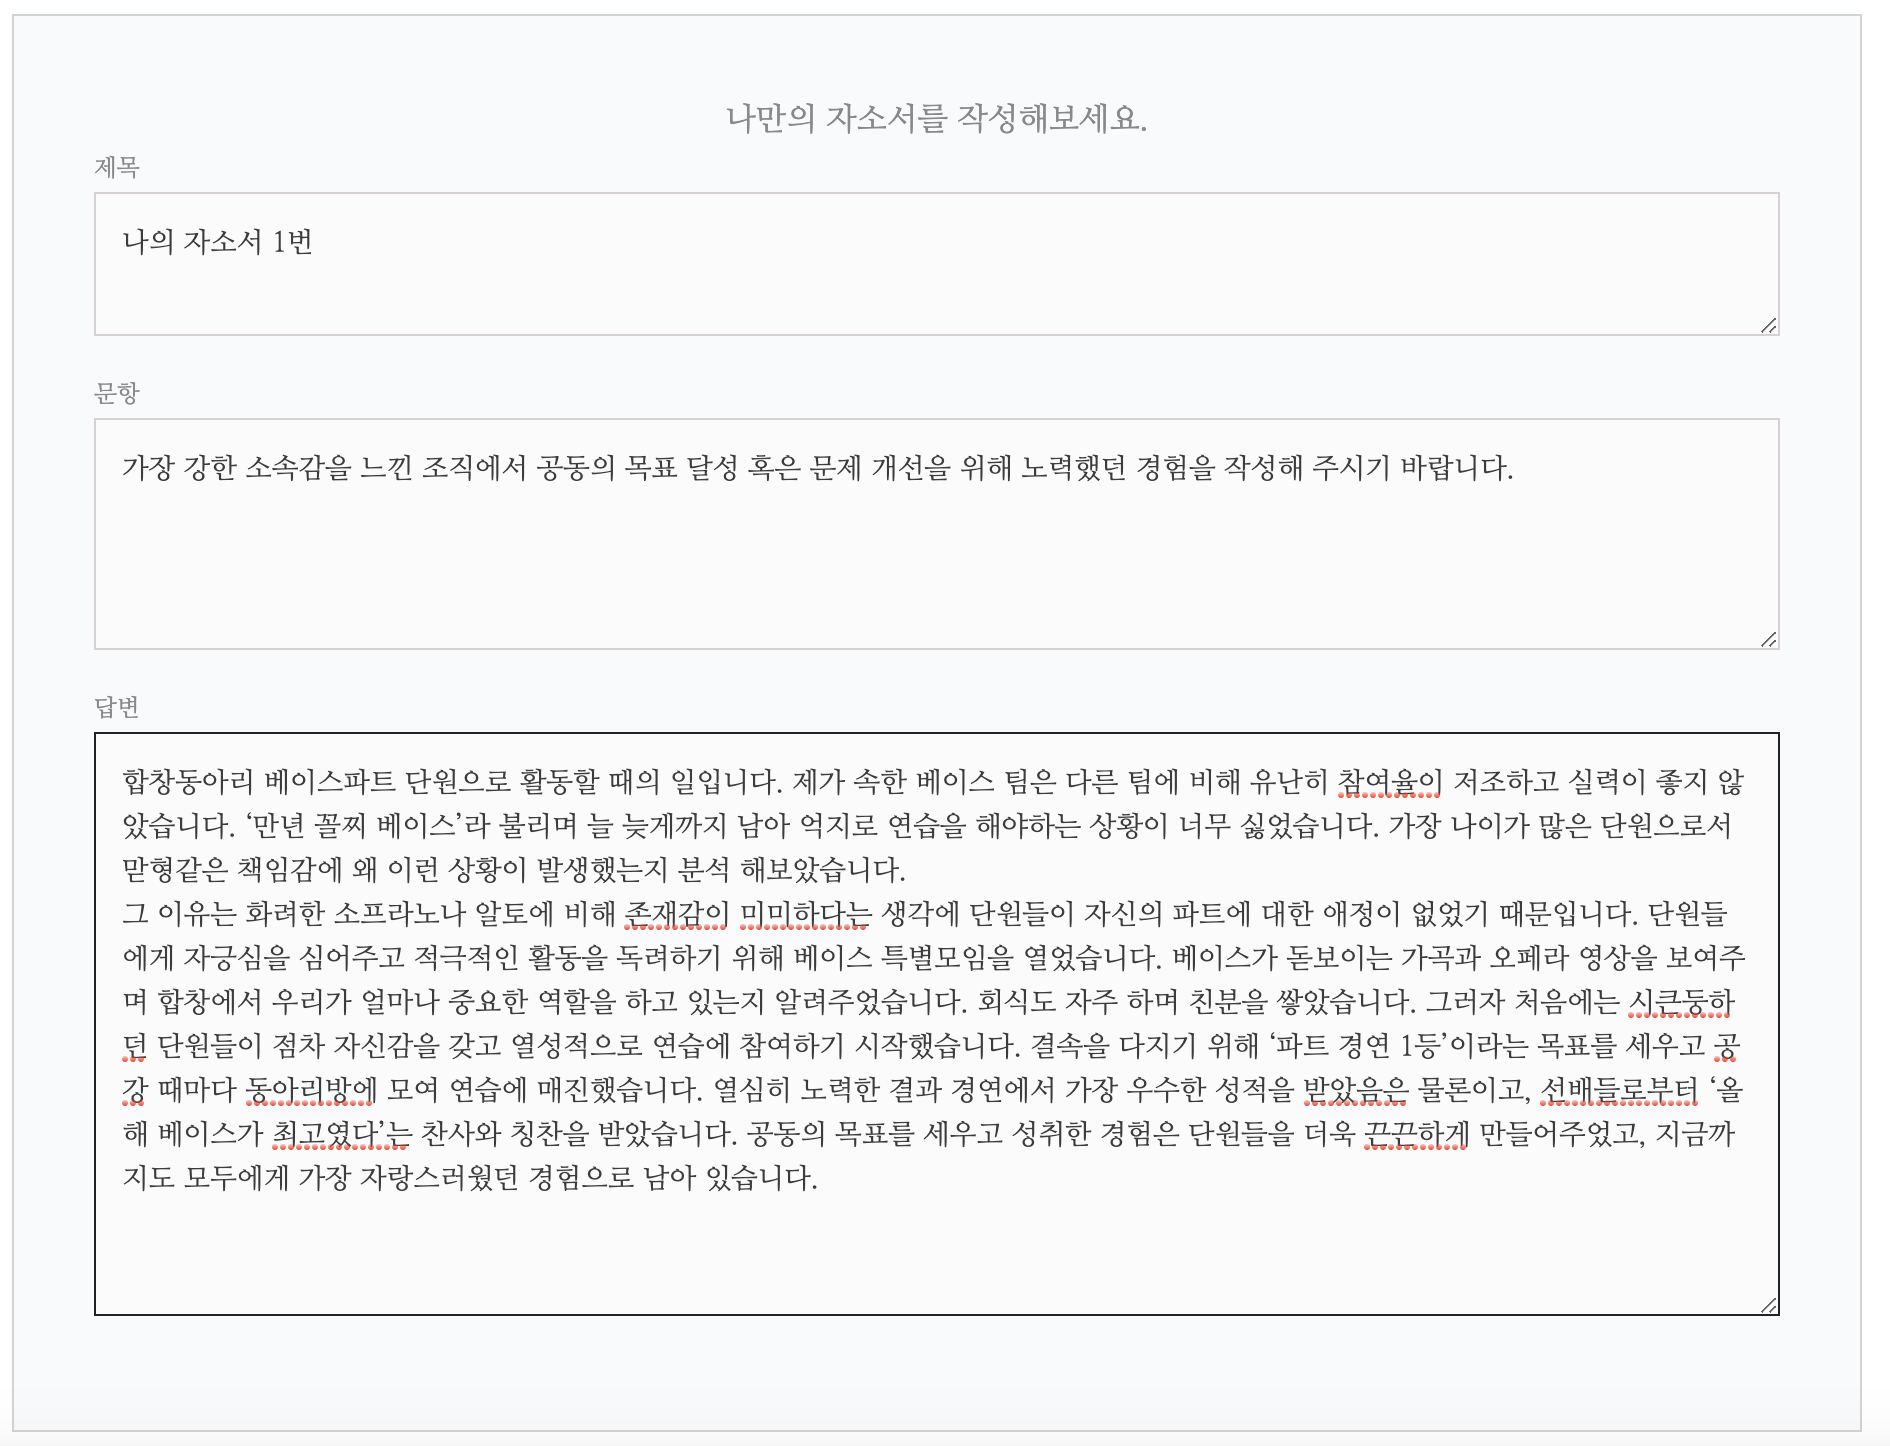 나만의 자소서를 작성해보세요.
제목
나의 자소서 1번
문항
가장 강한 소속감을 느낀 조직에서 공동의 목표 달성 혹은 문제 개선을 위해 노력했던 경험을 작성해 주시기 바랍니다.
답변
합창동아리 베이스파트 단원으로 활동할 때의 일입니다. 제가 속한 베이스 팀은 다른 팀에 비해 유난히 참여율이 저조하고 실력이 좋지 않
았습니다. ‘만년 꼴찌 베이스’라 불리며 늘 늦게까지 남아 억지로 연습을 해야하는 상황이 너무 싫었습니다. 가장 나이가 많은 단원으로서
맏형같은 책임감에 왜 이런 상황이 발생했는지 분석 해보았습니다.
그 이유는 화려한 소프라노나 알토에 비해 존재감이 미미하다는 생각에 단원들이 자신의 파트에 대한 애정이 없었기 때문입니다. 단원들
에게 자긍심을 심어주고 적극적인 활동을 독려하기 위해 베이스 특별모임을 열었습니다. 베이스가 돋보이는 가곡과 오페라 영상을 보여주
며 합창에서 우리가 얼마나 중요한 역할을 하고 있는지 알려주었습니다. 회식도 자주 하며 친분을 쌓았습니다. 그러자 처음에는 시큰둥하
던 단원들이 점차 자신감을 갖고 열성적으로 연습에 참여하기 시작했습니다. 결속을 다지기 위해 ‘파트 경연 1등’이라는 목표를 세우고 공
강 때마다 동아리방에 모여 연습에 매진했습니다. 열심히 노력한 결과 경연에서 가장 우수한 성적을 받았음은 물론이고, 선배들로부터 ‘올
해 베이스가 최고였다’는 찬사와 칭찬을 받았습니다. 공동의 목표를 세우고 성취한 경험은 단원들을 더욱 끈끈하게 만들어주었고, 지금까
지도 모두에게 가장 자랑스러웠던 경험으로 남아 있습니다.